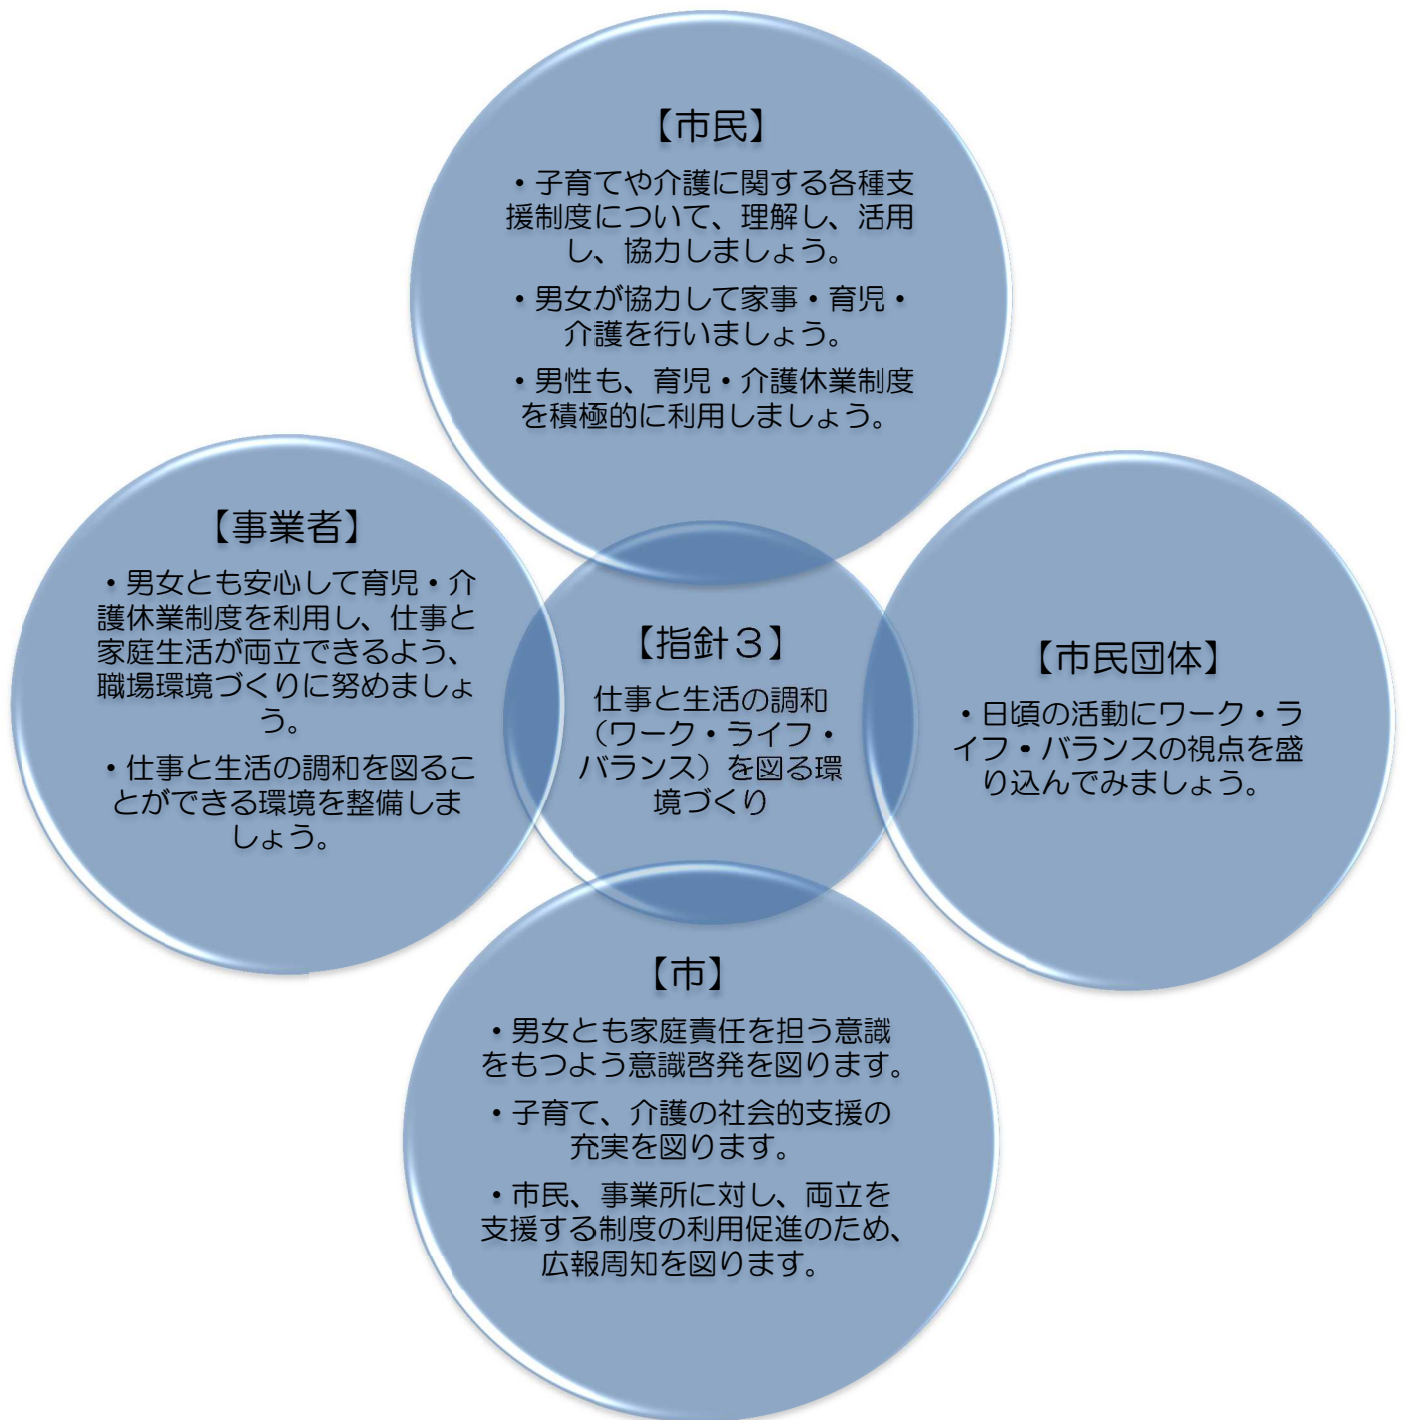 【市民】
・子育てや介護に関する各種支
援制度について、理解し、活用
し、協力しましょう。
・男女が協力して家事・育児・
介護を行いましょう。
・男性も、育児・介護休業制度
を積極的に利用しましょう。
【事業者】
・男女とも安心して育児・介
護休業制度を利用し、仕事と
家庭生活が両立できるよう、
職場環境づくりに努めましょ
う。
・仕事と生活の調和を図るこ
とができる環境を整備しま
しょう。
【指針３】
仕事と生活の調和
（ワーク・ライフ・
バランス）を図る環
境づくり
【市民団体】
・日頃の活動にワーク・ラ
イフ・バランスの視点を盛
り込んでみましょう。
【市】
・男女とも家庭責任を担う意識
をもつよう意識啓発を図ります。
・子育て、介護の社会的支援の
充実を図ります。
・市民、事業所に対し、両立を
支援する制度の利用促進のため、
広報周知を図ります。